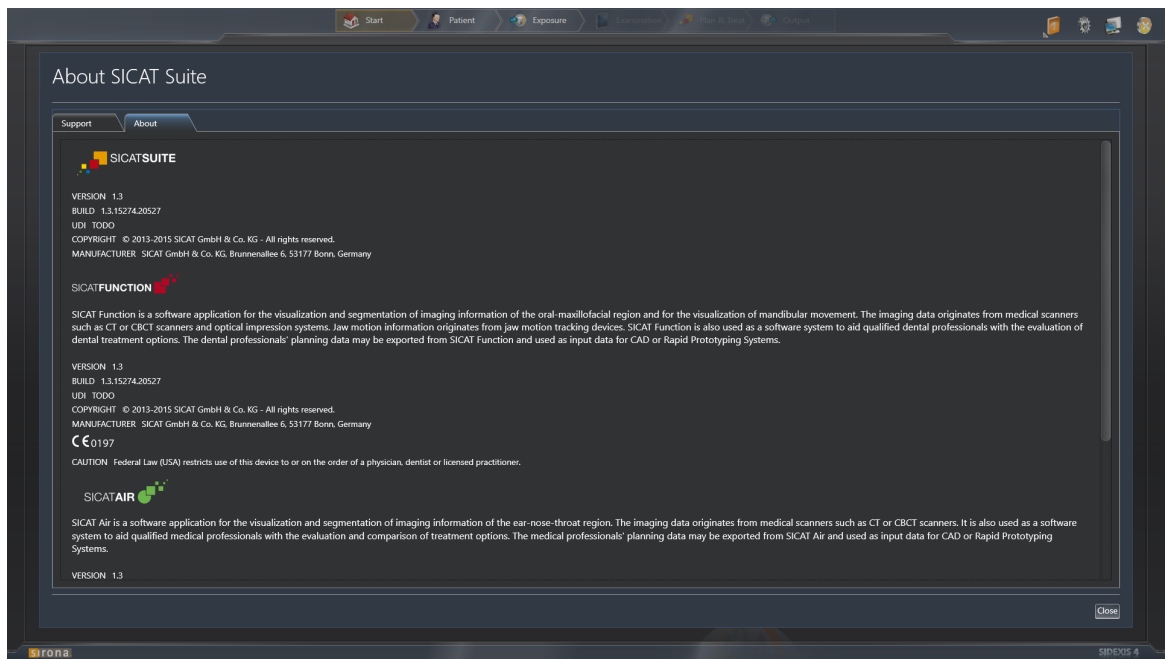 Start
Patient
Exposure
Examination
Plan & Treat
Output
About SICAT Suite
Support
About
SICATSUITE
VERSION 1.3
BUILD 1.3.15274.20527
UDI TODO
COPYRIGHT © 2013-2015 SICAT GmbH & Co. KG - All rights reserved.
MANUFACTURER SICAT GmbH & Co. KG, Brunnenallee 6, 53177 Bonn, Germany
SICATFUNCTION
SICAT Function is a software application for the visualization and segmentation of imaging information of the oral-maxillofacial region and for the visualization of mandibular movement. The imaging data originates from medical scanners
such as CT or CBCT scanners and optical impression systems. Jaw motion information originates from jaw motion tracking devices. SICAT Function is also used as a software system to aid qualified dental professionals with the evaluation of
dental treatment options. The dental professionals' planning data may be exported from SICAT Function and used as input data for CAD or Rapid Prototyping Systems.
VERSION 1.3
BUILD 1.3.15274.20527
UDI TODO
COPYRIGHT © 2013-2015 SICAT GmbH & Co. KG - All rights reserved.
MANUFACTURER SICAT GmbH & Co. KG, Brunnenallee 6, 53177 Bonn, Germany
CE0197
CAUTION Federal Law (USA) restricts use of this device to or on the order of a physician, dentist or licensed practitioner.
SICATAIR
SICAT Air is a software application for the visualization and segmentation of imaging information of the ear-nose-throat region. The imaging data originates from medical scanners such as CT or CBCT scanners. It is also used as a software
system to aid qualified medical professionals with the evaluation and comparison of treatment options. The medical professionals' planning data may be exported from SICAT Air and used as input data for CAD or Rapid Prototyping
Systems.
VERSION 1.3
Close
sirona
SIDEXIS 4